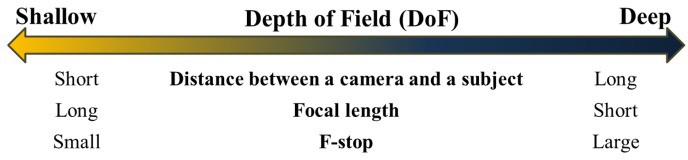 Shallow Depth of Field (DoF) Deep
Short Distance between a camera and a subject Long
Long Focal length Short
Small F-stop Large